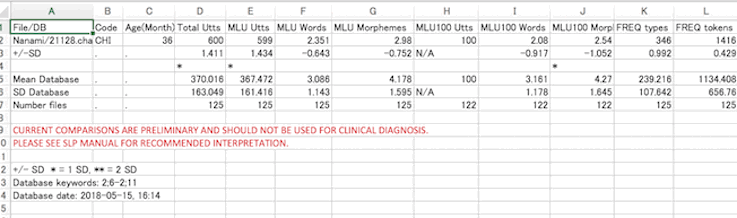 A B C D E F G H I J K L
1 File/DB Code Age(Month) Total Utts MLU Utts MLU Words MLU Morphemes MLU100 Utts MLU100 Words MLU100 Morpl FREQ types FREQ tokens
2 Nanami/21128.cha CHI 36 600 599 2.351 2.98 100 2.08 2.54 346 1416
3 +/-SD . . 1.411 1.434 -0.643 -0.752 N/A -0.917 -1.052 0.992 0.429
* * *
5 Mean Database . . 370.016 367.472 3.086 4.178 100 3.161 4.27 239.216 1134.408
6 SD Database . . 163.049 161.416 1.143 1.595 N/A 1.178 1.645 107.642 656.76
7 Number files . . 125 125 125 125 122 122 122 125 125
9 CURRENT COMPARISONS ARE PRELIMINARY AND SHOULD NOT BE USED FOR CLINICAL DIAGNOSIS.
0 PLEASE SEE SLP MANUAL FOR RECOMMENDED INTERPRETATION.
1
2 +/- SD * = 1 SD, ** = 2 SD
3 Database keywords: 2;6-2;11
4 Database date: 2018-05-15, 16:14
5